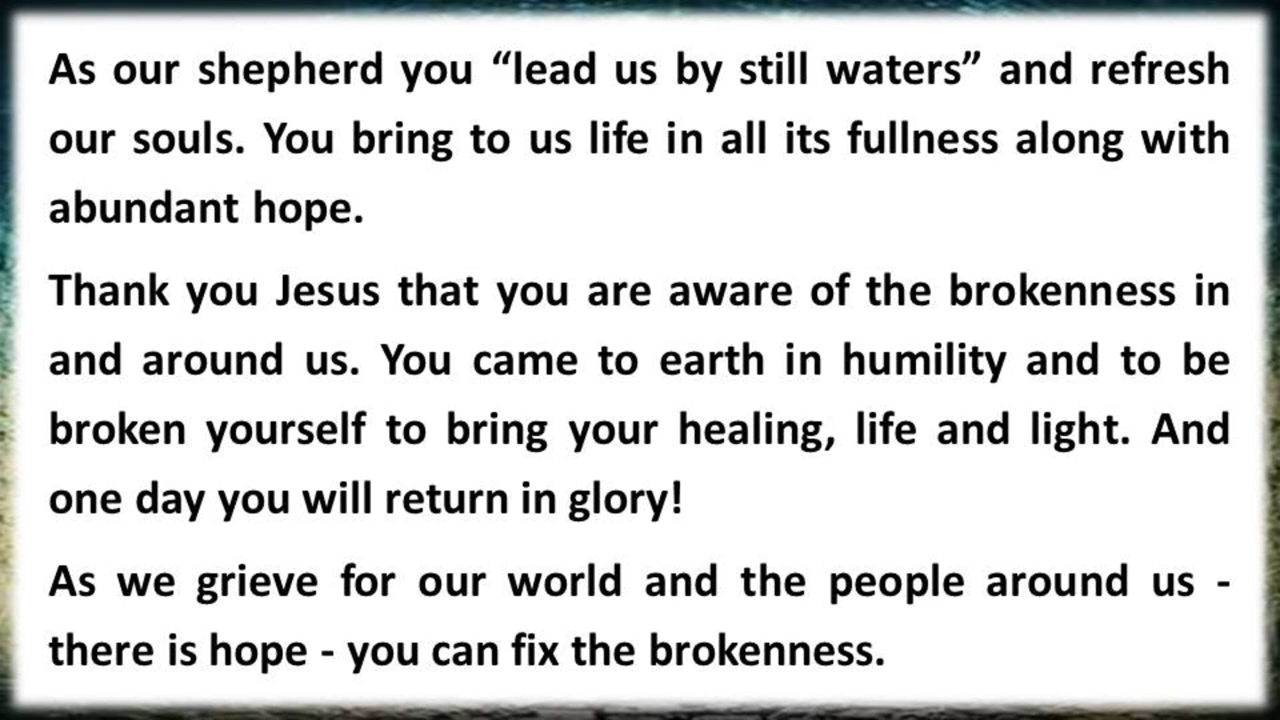 As our shepherd you “lead us by still waters” and refresh
our souls. You bring to us life in all its fullness along with
abundant hope.
Thank you Jesus that you are aware of the brokenness in
and around us. You came to earth in humility and to be
broken yourself to bring your healing, life and light. And
one day you will return in glory!
As we grieve for our world and the people around us -
there is hope - you can fix the brokenness.